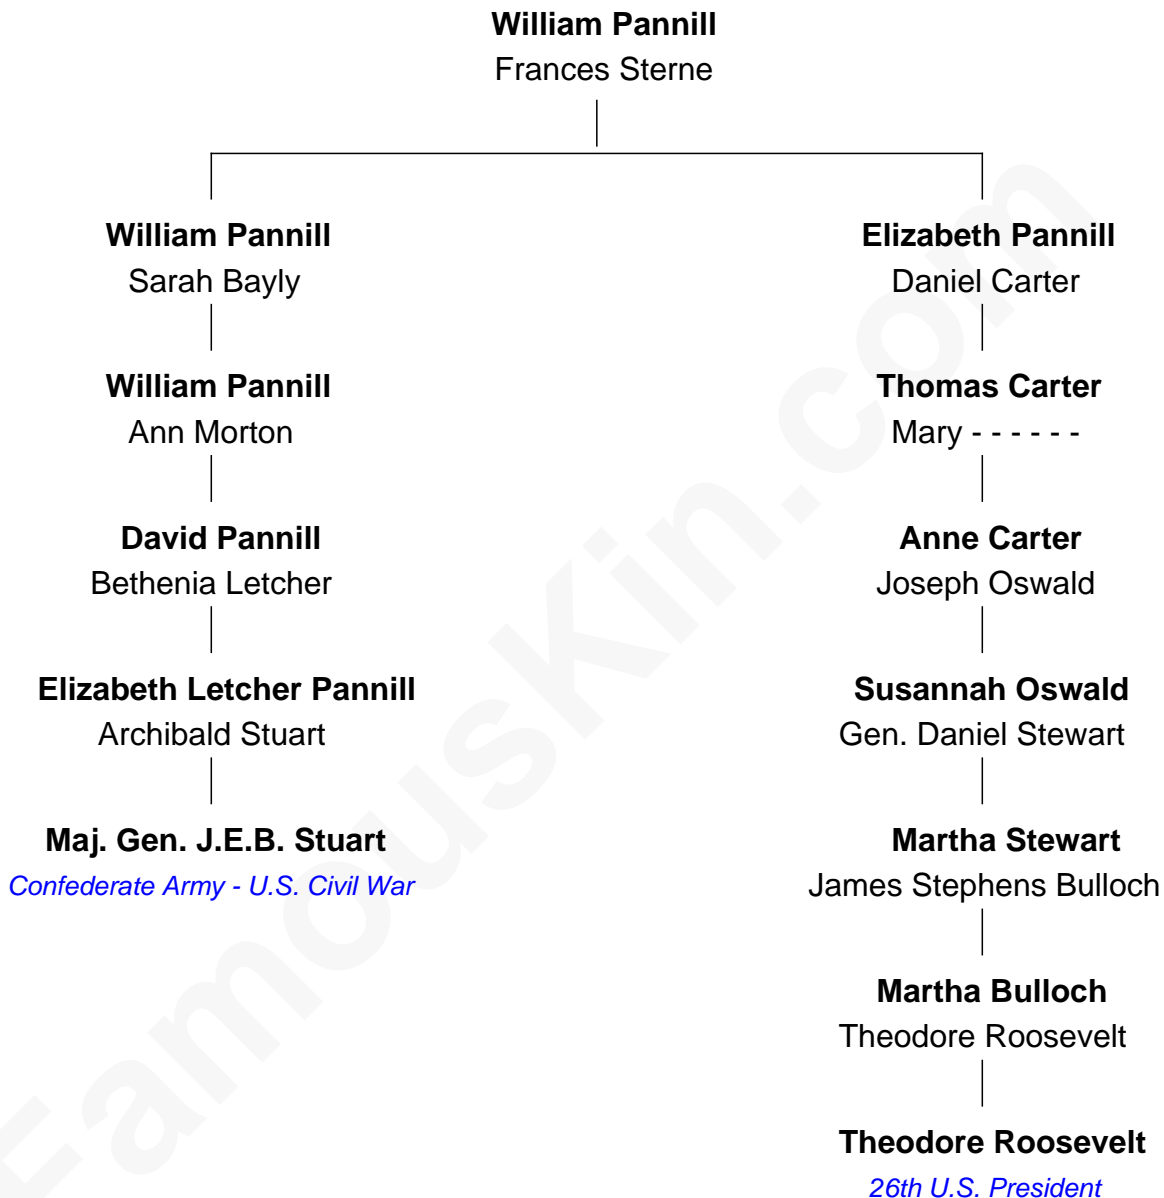 William Pannill
Frances Sterne
William Pannill
Sarah Bayly
William Pannill
Ann Morton
David Pannill
Bethenia Letcher
Elizabeth Letcher Pannill
Archibald Stuart
Maj. Gen. J.E.B. Stuart
Confederate Army - U.S. Civil War
Elizabeth Pannill
Daniel Carter
Thomas Carter
Mary - - - - - -
Anne Carter
Joseph Oswald
Susannah Oswald
Gen. Daniel Stewart
Martha Stewart
James Stephens Bulloch
Martha Bulloch
Theodore Roosevelt
Theodore Roosevelt
26th U.S. President
FamousKin.com